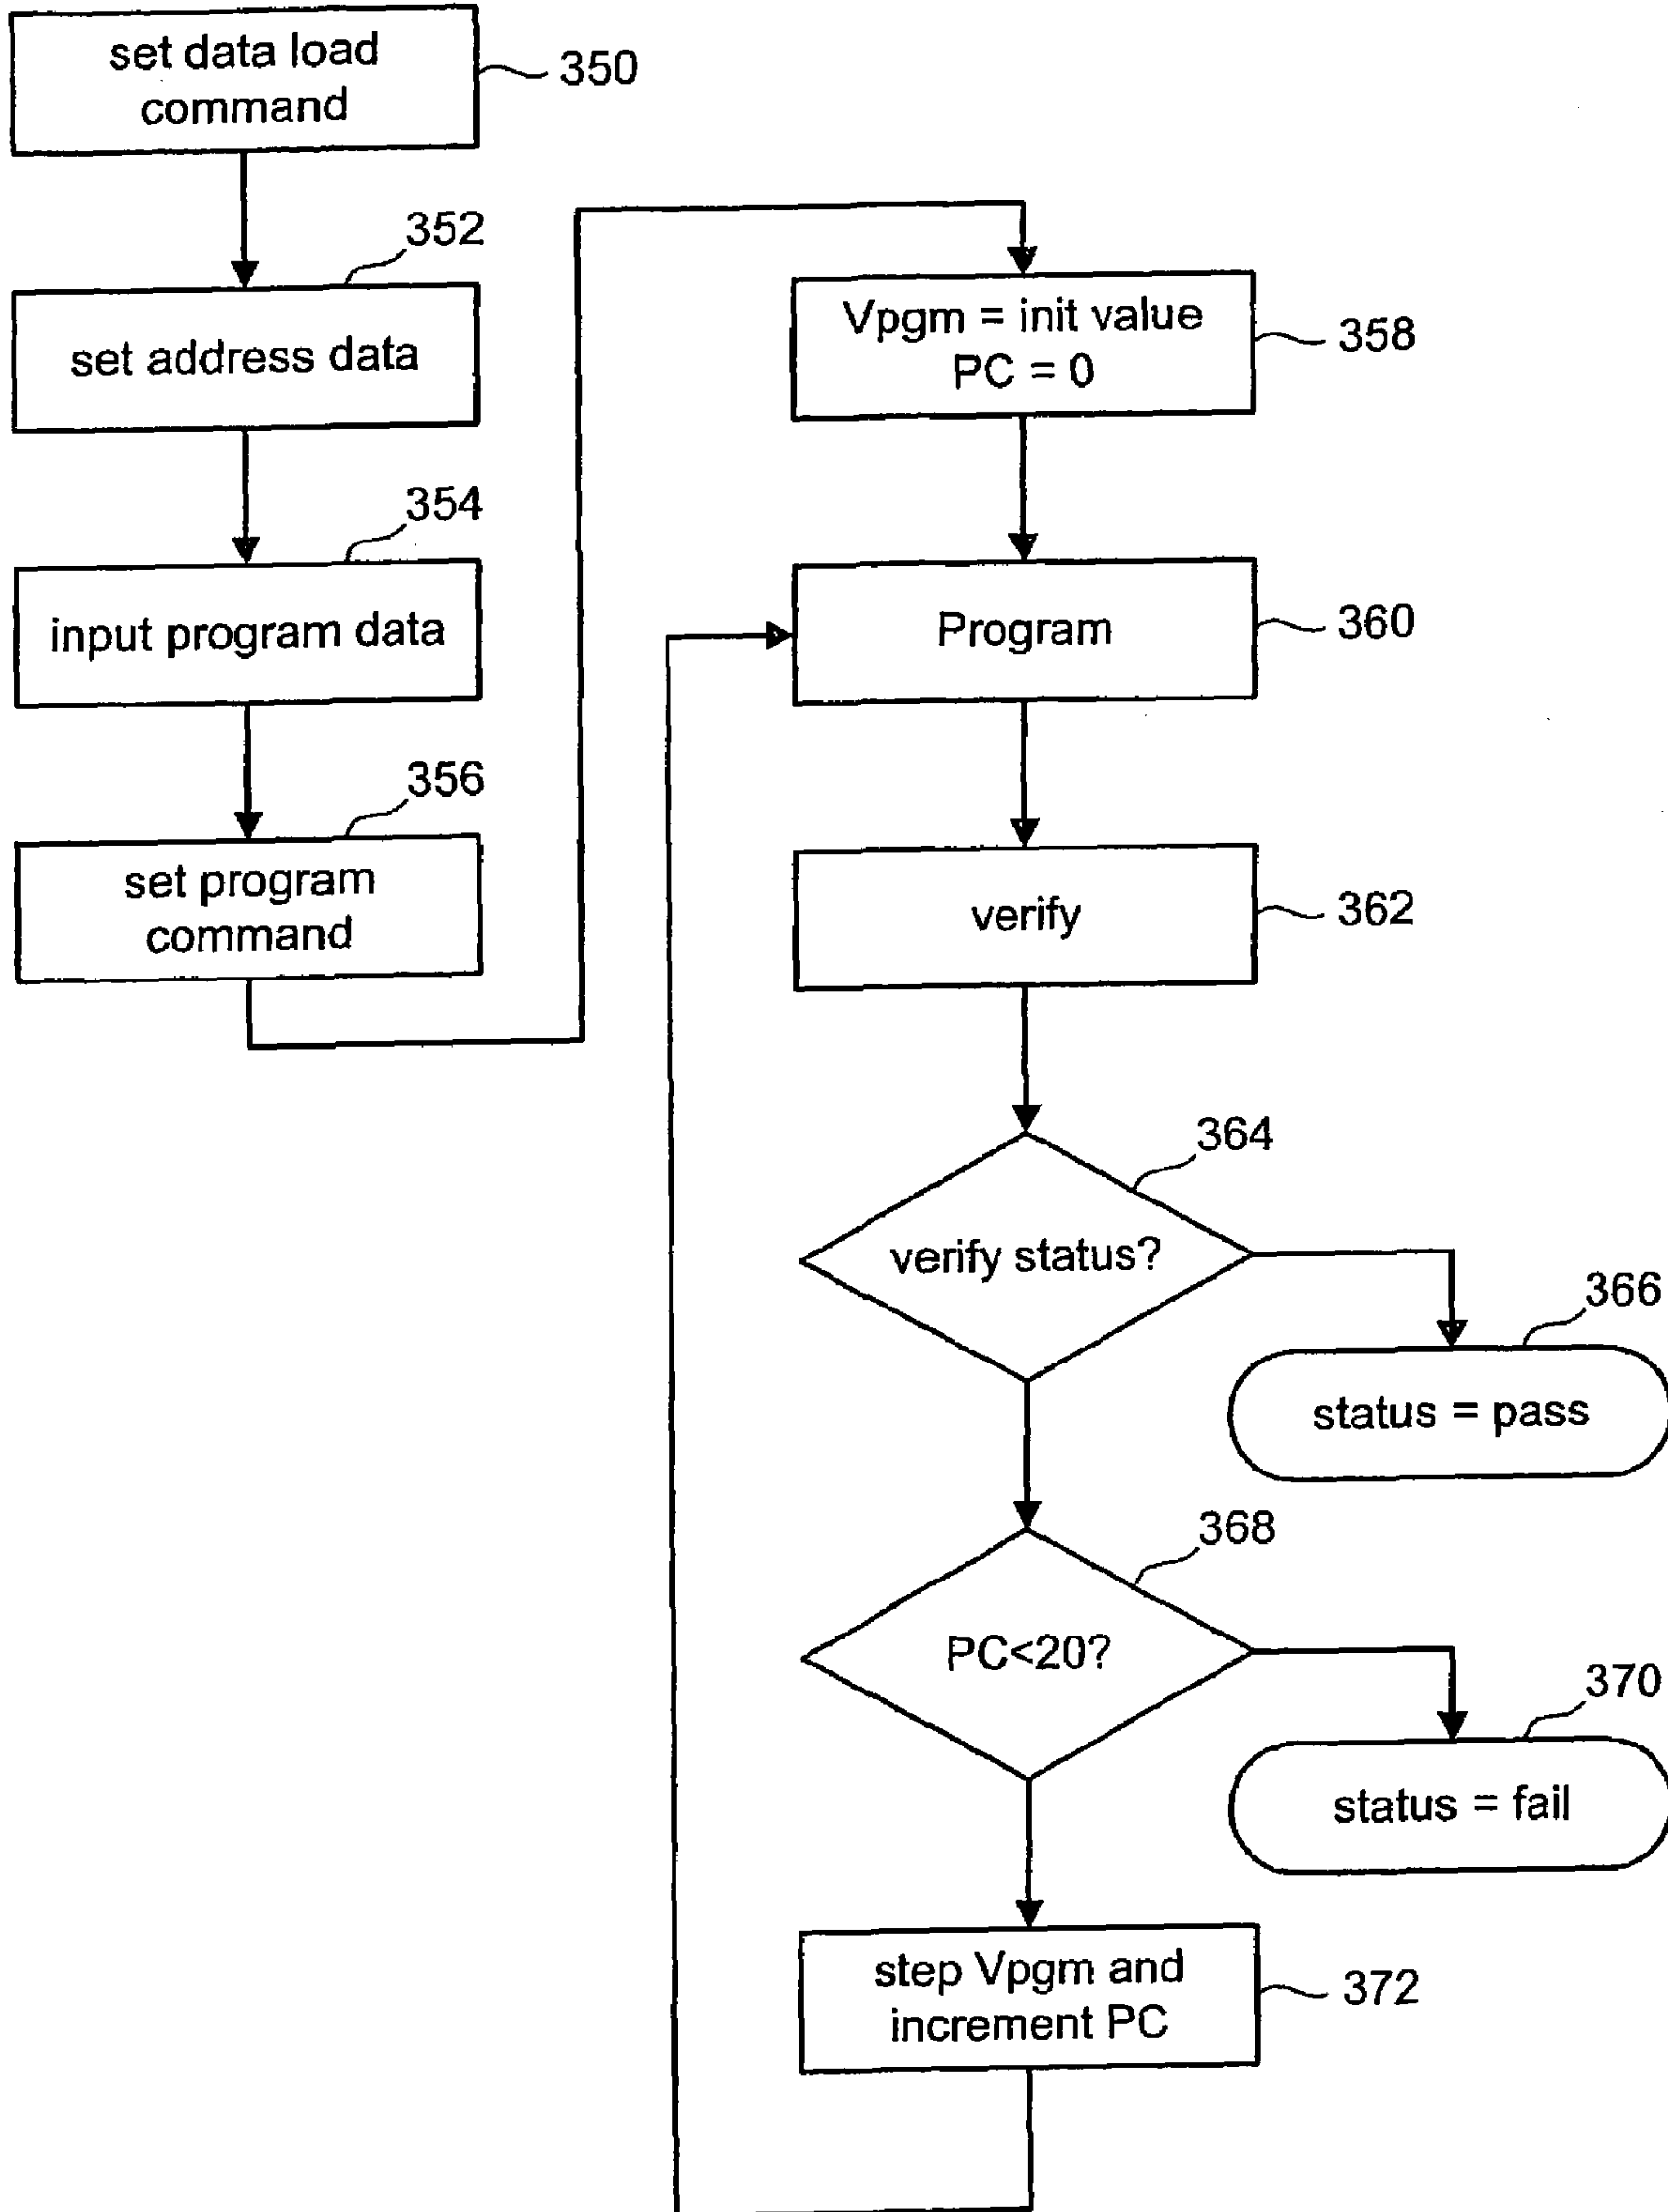 set data load
command
350
352
set address data
354
input program data
356
set program
command
Vpgm = init value
PC = 0
358
Program
360
verify
362
364
verify status?
366
status = pass
368
PC<20?
370
status = fail
step Vpgm and
increment PC
372